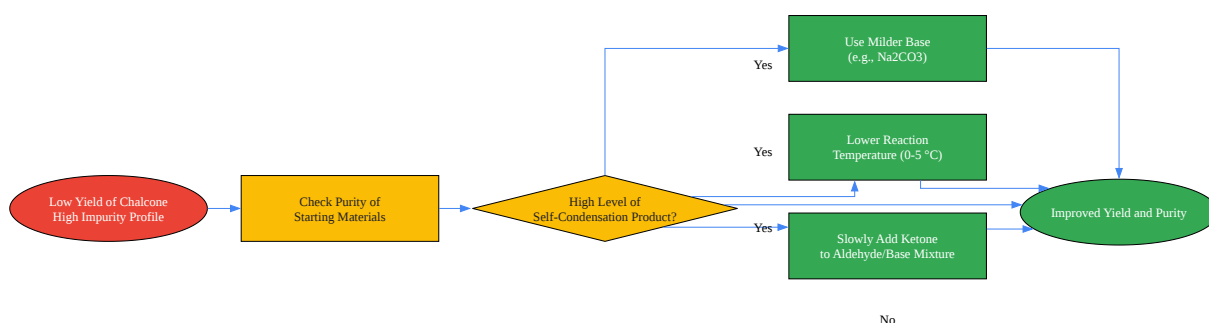 Low Yield of Chalcone
High Impurity Profile
Check Purity of
Starting Materials
High Level of
Self-Condensation Product?
Yes
Use Milder Base
(e.g., Na2CO3)
Yes
Lower Reaction
Temperature (0-5 °C)
Yes
Slowly Add Ketone
to Aldehyde/Base Mixture
No
Improved Yield and Purity